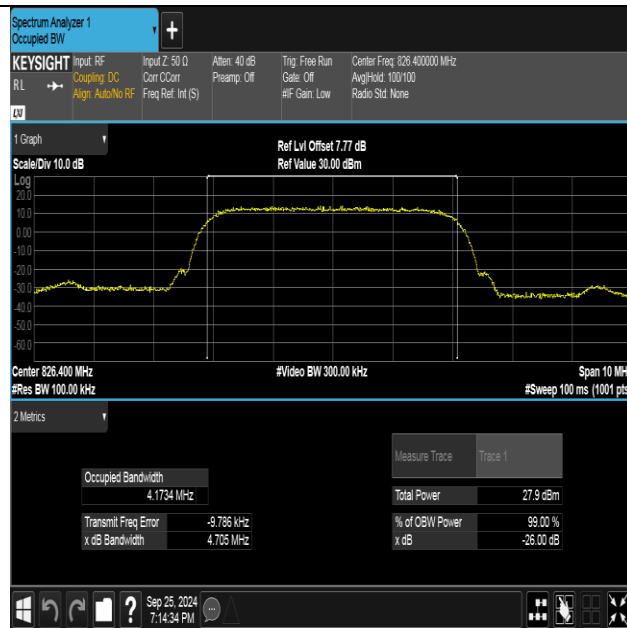 Spectrum Analyzer 1
Occupied BW
+
KEYSIGHT
RL
LXI
Input: RF
Coupling: DC
Align: Auto/No RF
Input Z: 50 Ω
Corr CCorr
Freq Ref: Int (S)
Atten: 40 dB
Preamp: Off
Trig: Free Run
Gate: Off
#IF Gain: Low
Center Freq: 826.400000 MHz
Avg|Hold: 100/100
Radio Std: None
1 Graph
Scale/Div 10.0 dB
Ref Lvl Offset 7.77 dB
Ref Value 30.00 dBm
Log
20.0
10.0
0.00
-10.0
-20.0
-30.0
-40.0
-50.0
-60.0
Center 826.400 MHz
#Video BW 300.00 kHz
Span 10 MH
#Res BW 100.00 kHz
#Sweep 100 ms (1001 pts
2 Metrics
Measure Trace Trace 1
Occupied Bandwidth
4.1734 MHz
Total Power 27.9 dBm
Transmit Freq Error -9.786 kHz
% of OBW Power 99.00 %
x dB Bandwidth 4.705 MHz
x dB -26.00 dB
?
Sep 25, 2024
7:14:34 PM